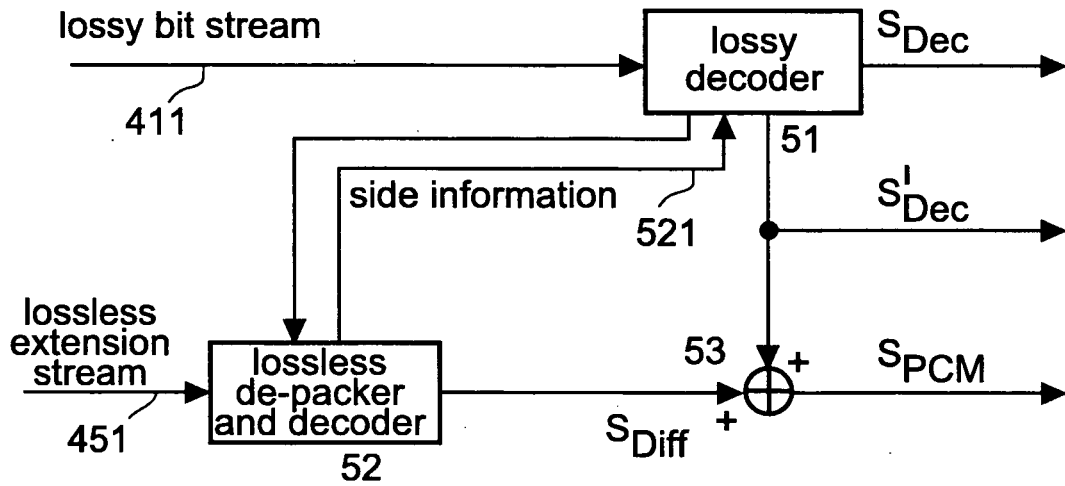 lossy bit stream
411
lossy
decoder
51
S_Dec
side information
521
S'_Dec
lossless
extension
stream
451
lossless
de-packer
and decoder
52
S_Diff
53
+
+
S_PCM